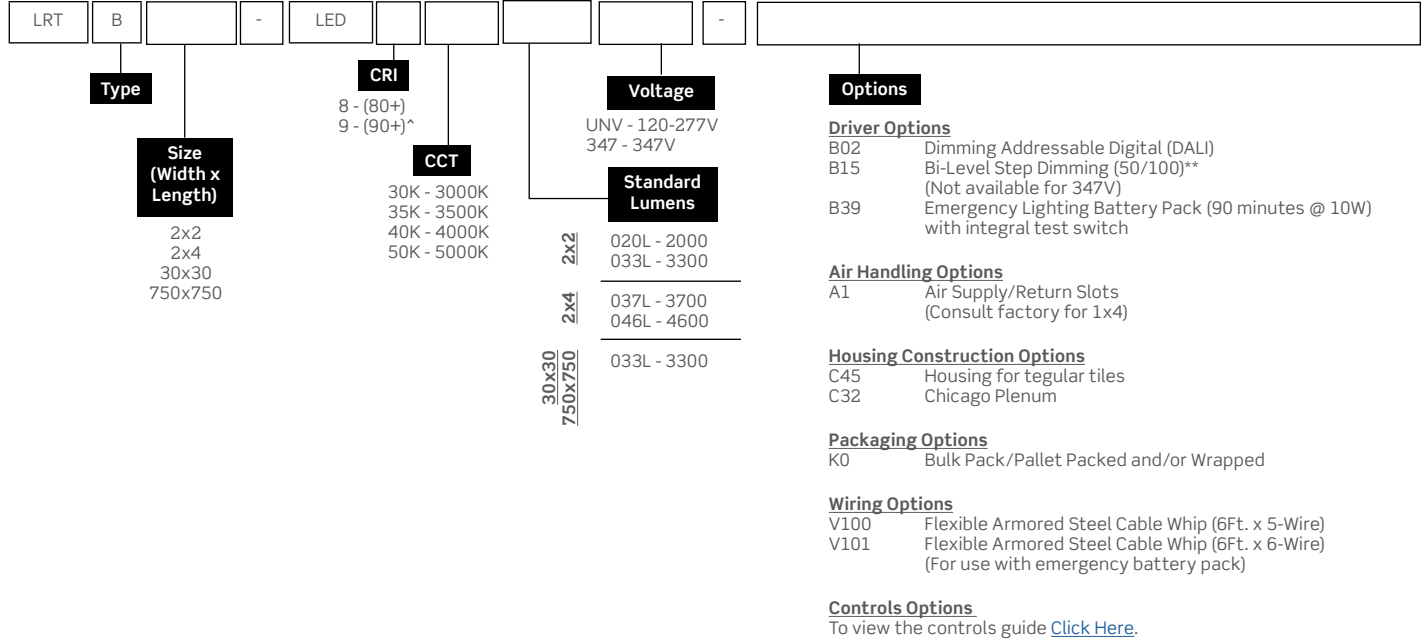 LRT B - LED -
Type
Size
(Width x
Length)
2x2
2x4
30x30
750x750
CRI
8 - (80+)
9 - (90+)^
CCT
30K - 3000K
35K - 3500K
40K - 4000K
50K - 5000K
Voltage
UNV - 120-277V
347 - 347V
Standard
Lumens
2x2
020L - 2000
033L - 3300
2x4
037L - 3700
046L - 4600
30x30
750x750
033L - 3300
Options
Driver Options
B02 Dimming Addressable Digital (DALI)
B15 Bi-Level Step Dimming (50/100)**
(Not available for 347V)
B39 Emergency Lighting Battery Pack (90 minutes @ 10W)
with integral test switch
Air Handling Options
A1 Air Supply/Return Slots
(Consult factory for 1x4)
Housing Construction Options
C45 Housing for tegular tiles
C32 Chicago Plenum
Packaging Options
K0 Bulk Pack/Pallet Packed and/or Wrapped
Wiring Options
V100 Flexible Armored Steel Cable Whip (6Ft. x 5-Wire)
V101 Flexible Armored Steel Cable Whip (6Ft. x 6-Wire)
(For use with emergency battery pack)
Controls Options
To view the controls guide Click Here.